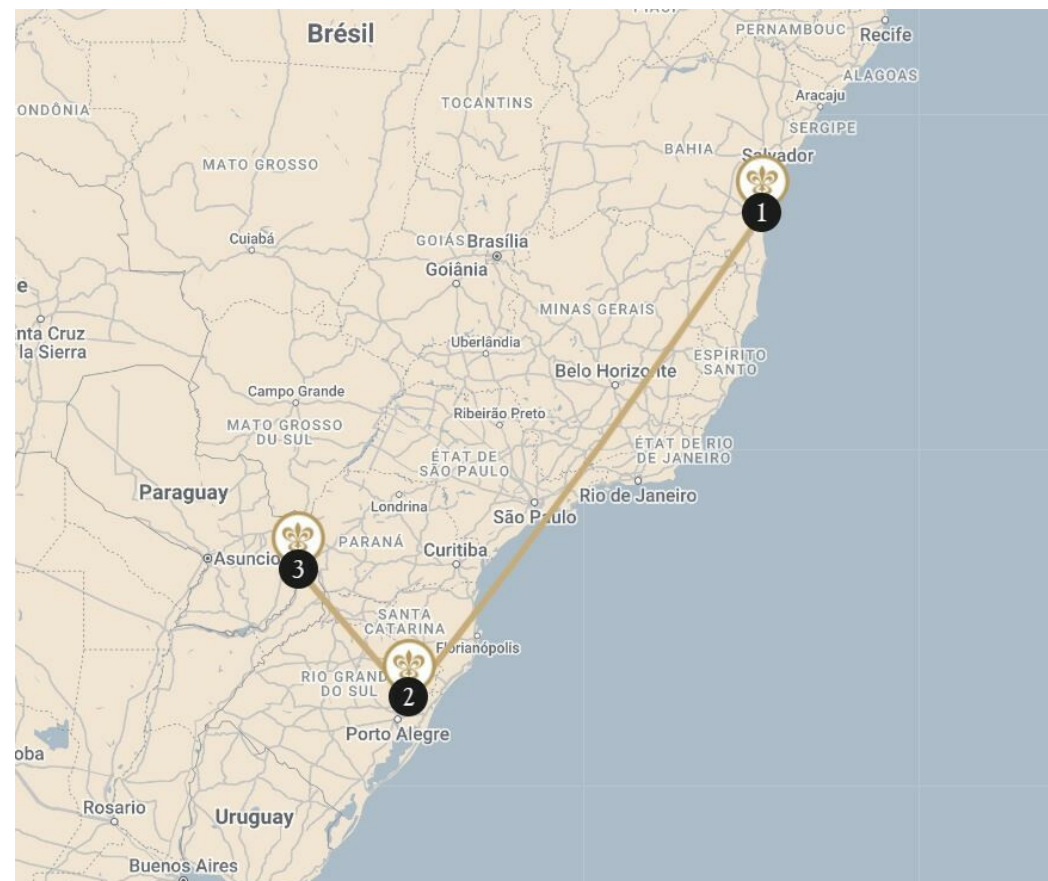 Brésil
PERNAMBOUC
Recife
ALAGOAS
Aracaju
SERGIPE
TOCANTINS
ONDÔNIA
MATO GROSSO
BAHIA
Salvador
1
Cuiabá
GOIÁS
Brasília
Goiânia
e
MINAS GERAIS
nta Cruz
la Sierra
Uberlândia
ESPÍRITO
SANTO
Belo Horizonte
Campo Grande
Ribeirão Preto
MATO GROSSO
DU SUL
ÉTAT DE
SÃO PAULO
ÉTAT DE RIO
DE JANEIRO
Paraguay
Londrina
Rio de Janeiro
São Paulo
PARANÁ
Curitiba
Asuncio
3
SANTA
CATARINA
Florianópolis
RIO GRAND
DO SUL
2
Porto Alegre
oba
Rosario
Uruguay
Buenos Aires